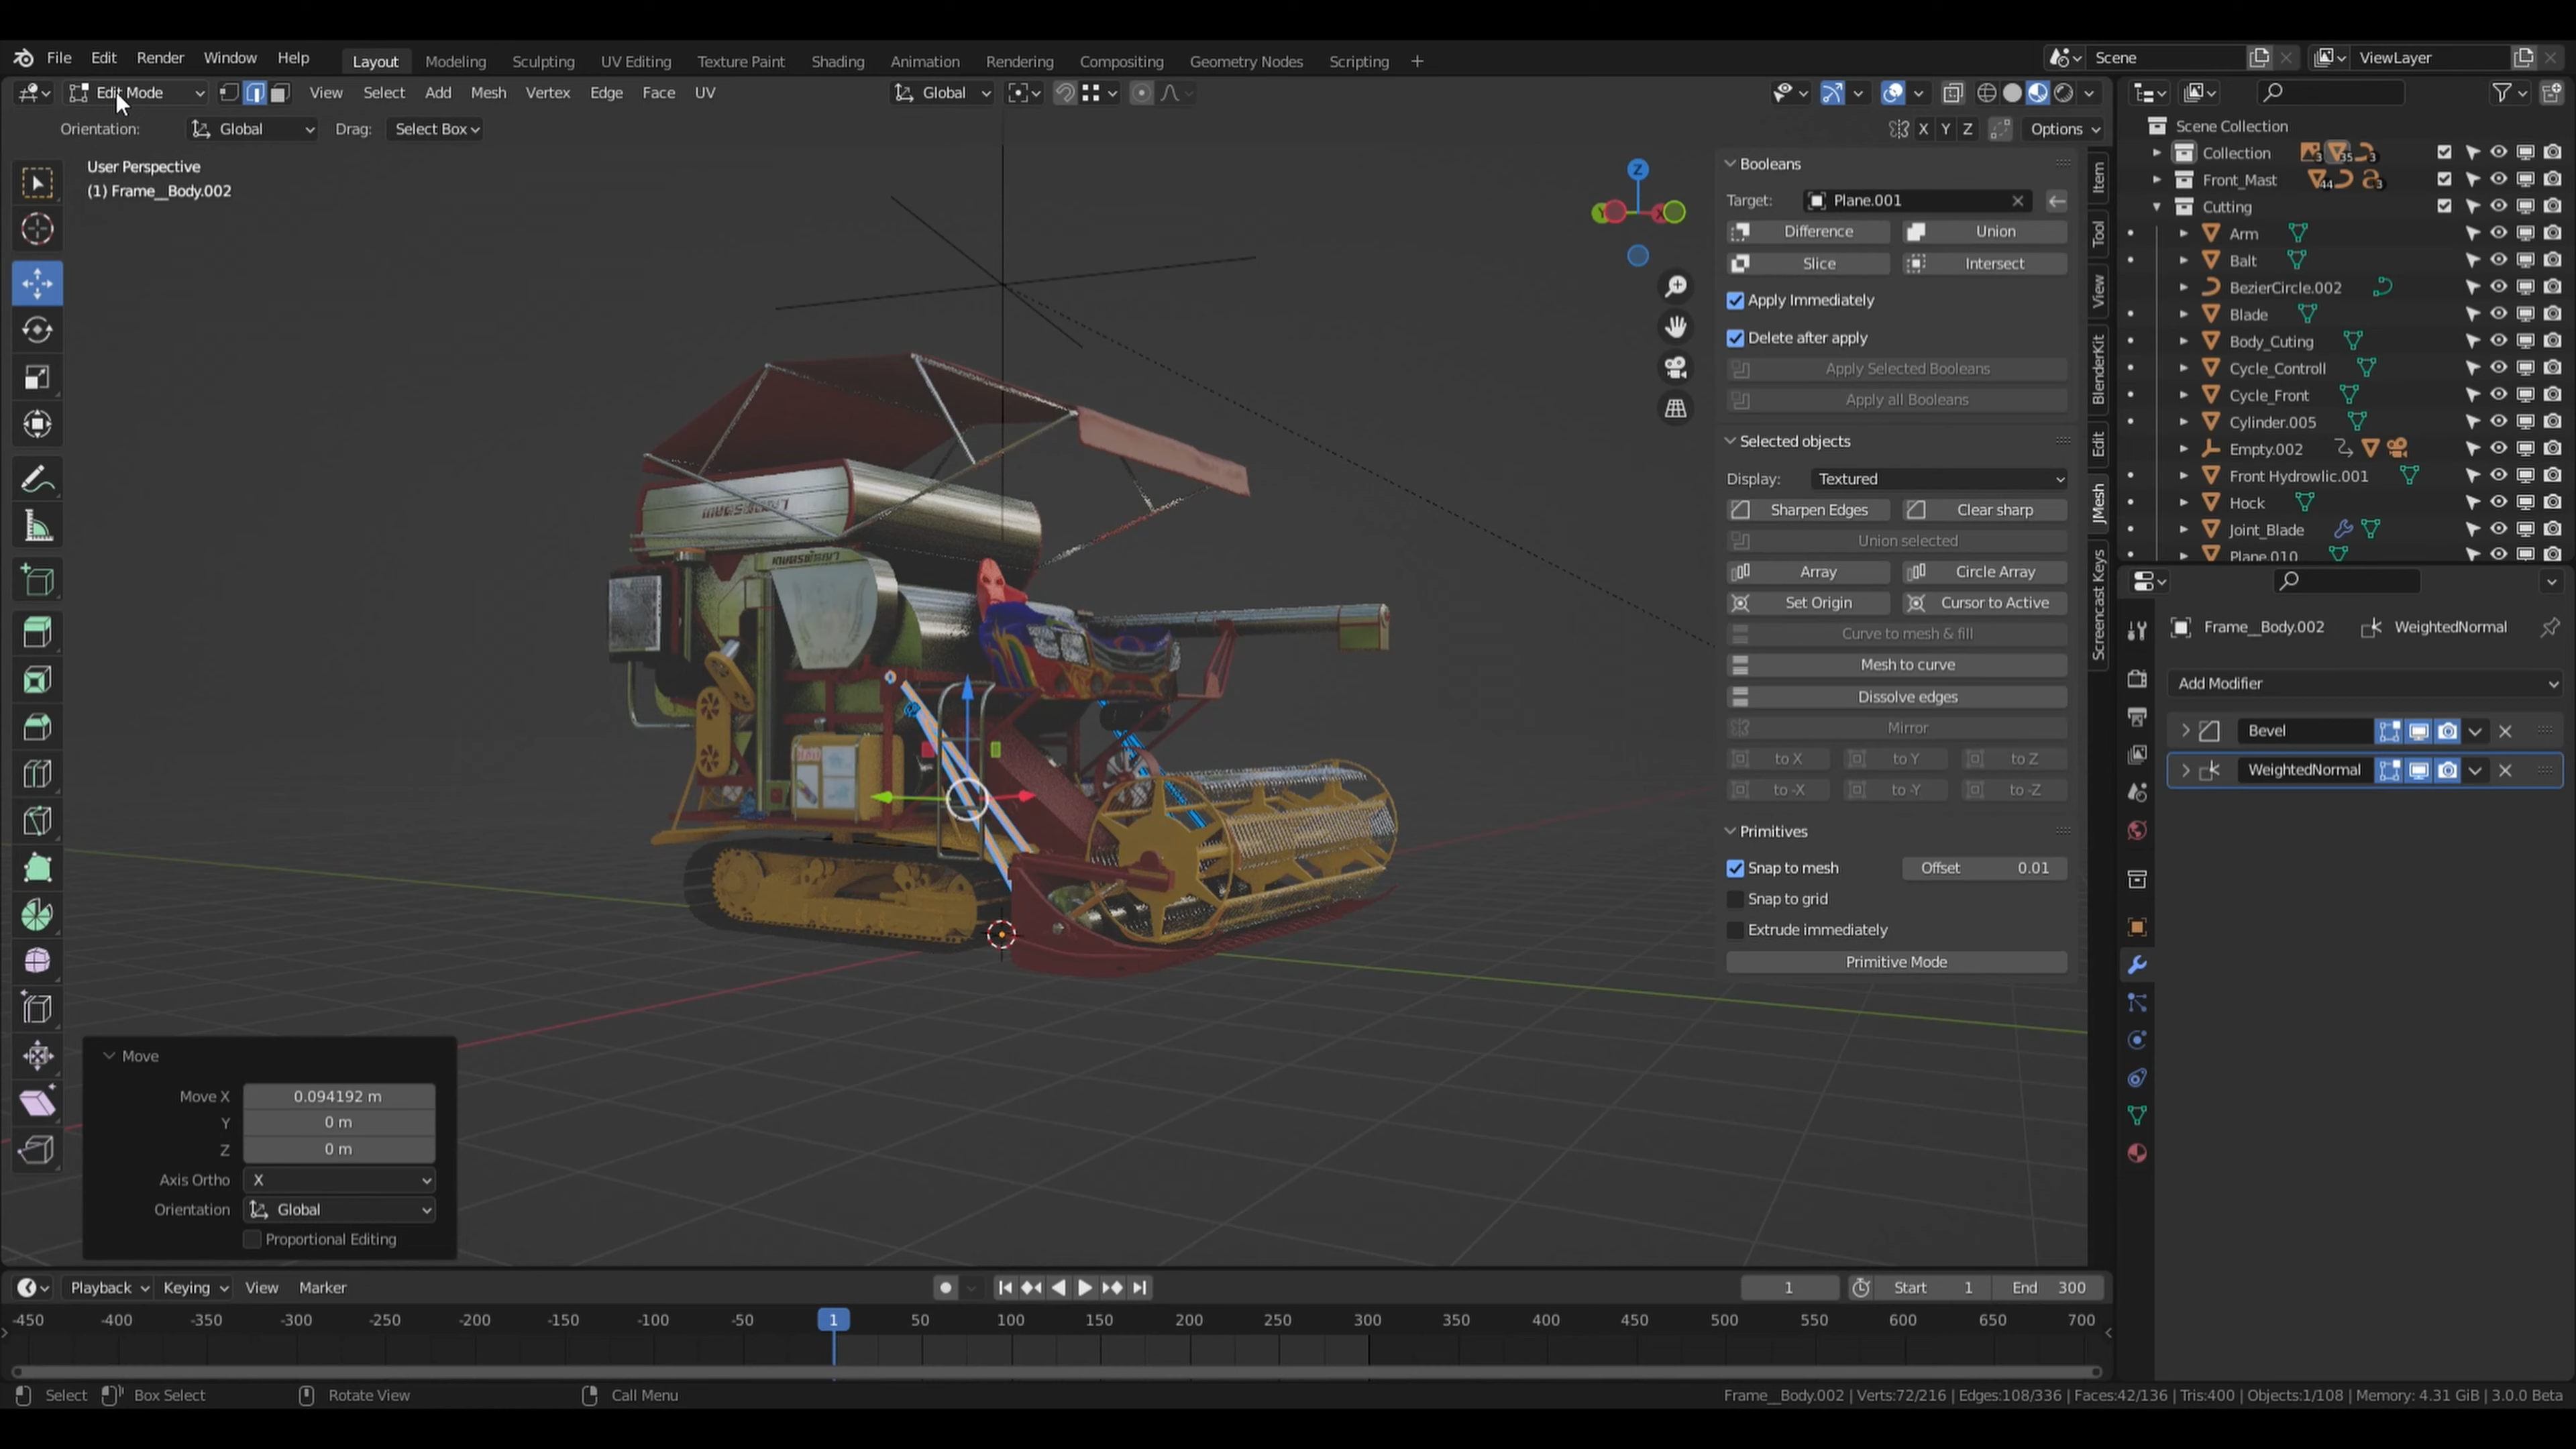 File Edit Render Window Help Layout Modeling Sculpting UV Editing Texture Paint Shading Animation Rendering Compositing Geometry Nodes Scripting + Scene ViewLayer
Edit Mode View Select Add Mesh Vertex Edge Face UV Global
Orientation: Global Drag: Select Box X Y Z Options
User Perspective
(1) Frame__Body.002
Z
Y
X
Booleans
Target: Plane.001
Difference Union
Slice Intersect
Apply Immediately
Delete after apply
Apply Selected Booleans
Apply all Booleans
Selected objects
Display: Textured
Sharpen Edges Clear sharp
Union selected
Array Circle Array
Set Origin Cursor to Active
Curve to mesh & fill
Mesh to curve
Dissolve edges
Mirror
to X to Y to Z
to -X to -Y to -Z
Primitives
Snap to mesh Offset 0.01
Snap to grid
Extrude immediately
Primitive Mode
Item
Tool
View
BlenderKit
Edit
JMesh
Screencast Keys
Scene Collection
Collection 3 35 3
Front_Mast 44 3
Cutting
Arm
Balt
BezierCircle.002
Blade
Body_Cuting
Cycle_Controll
Cycle_Front
Cylinder.005
Empty.002
Front Hydrowlic.001
Hock
Joint_Blade
Plane.010
Frame__Body.002 WeightedNormal
Add Modifier
Bevel
WeightedNormal
Move
Move X 0.094192 m
Y 0 m
Z 0 m
Axis Ortho X
Orientation Global
Proportional Editing
Playback Keying View Marker 1 Start 1 End 300
-450 -400 -350 -300 -250 -200 -150 -100 -50 1 50 100 150 200 250 300 350 400 450 500 550 600 650 700
Select Box Select Rotate View Call Menu Frame__Body.002 | Verts:72/216 | Edges:108/336 | Faces:42/136 | Tris:400 | Objects:1/108 | Memory: 4.31 GiB | 3.0.0 Beta